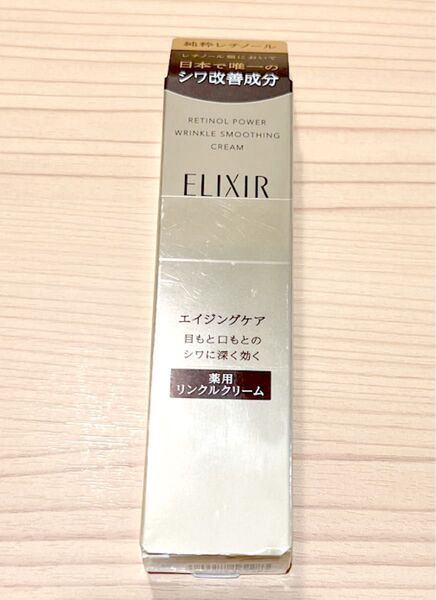 純粋レチノール
レチノール類において
日本で唯一の
シワ改善成分
RETINOL POWER
WRINKLE SMOOTHING
CREAM
ELIXIR
エイジングケア
目もと口もとの
シワに深く効く
薬用
リンクルクリーム